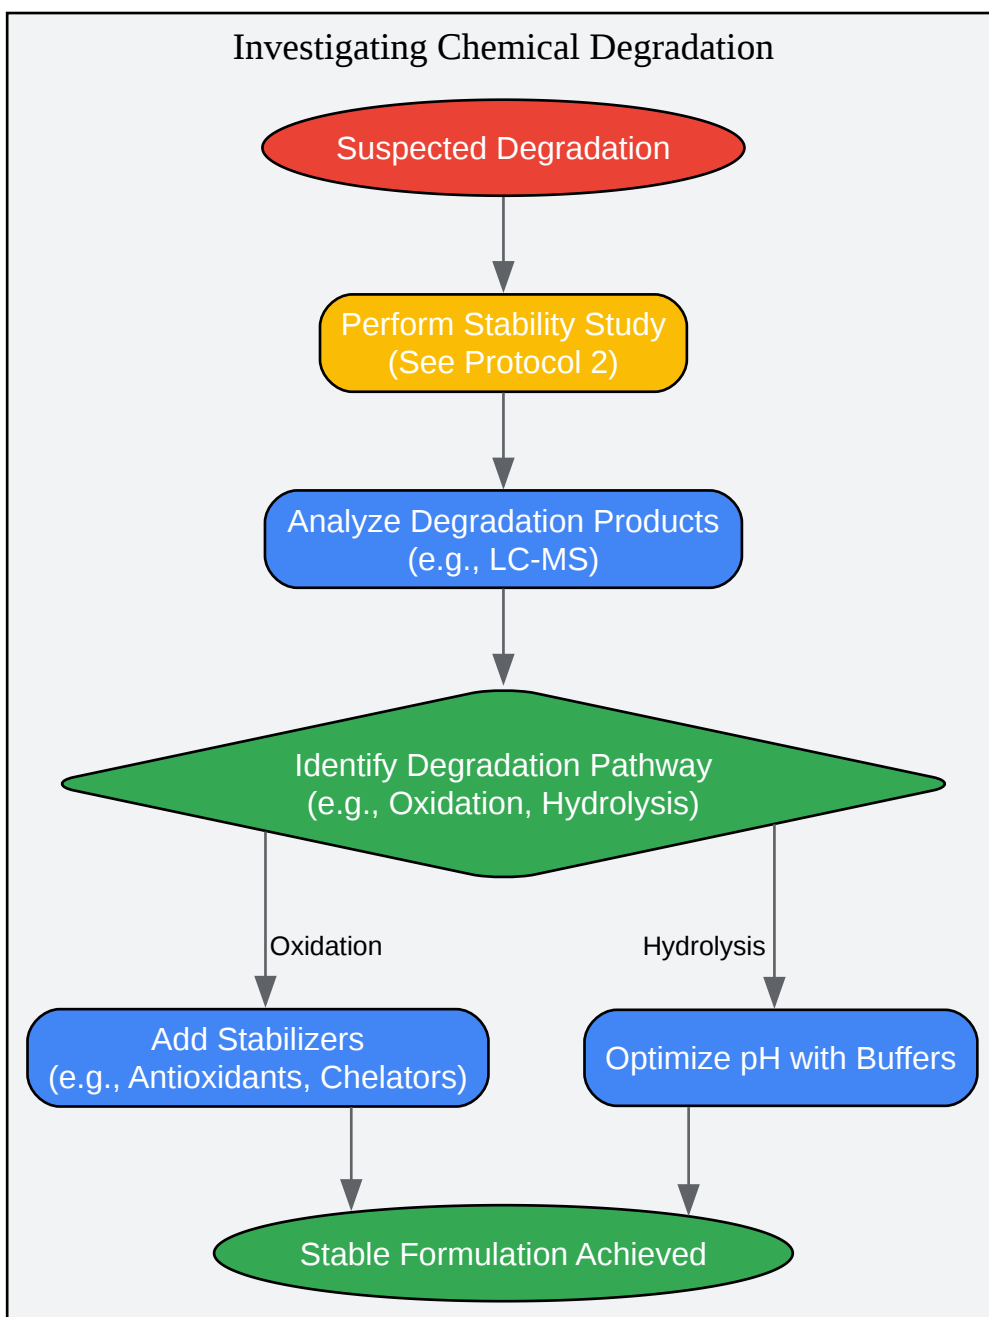 Investigating Chemical Degradation
Suspected Degradation
Perform Stability Study
(See Protocol 2)
Analyze Degradation Products
(e.g., LC-MS)
Identify Degradation Pathway
(e.g., Oxidation, Hydrolysis)
Oxidation
Hydrolysis
Add Stabilizers
(e.g., Antioxidants, Chelators)
Optimize pH with Buffers
Stable Formulation Achieved